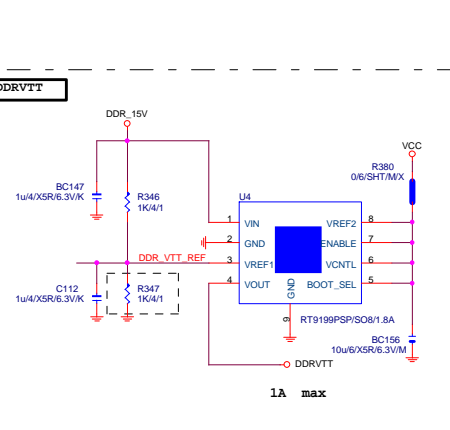 DDRVTT
DDR_15V
VCC
R380
0/6/SHT/M/X
BC147
1u/4/X5R/6.3V/K
R346
1K/4/1
U4
1 VIN VREF2 8
2 GND ENABLE 7
DDR_VTT_REF 3 VREF1 VCNTL 6
4 VOUT BOOT_SEL 5
GND
9
C112
1u/4/X5R/6.3V/K
R347
1K/4/1
RT9199PSP/SO8/1.8A
BC156
10u/6/X5R/6.3V/M
DDRVTT
1A max